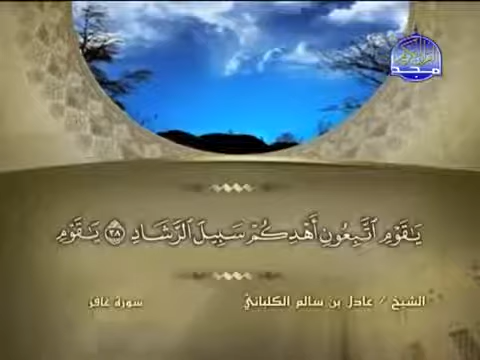 يَٰقَوْمِ ٱتَّبِعُونِ أَهْدِكُمْ سَبِيلَ ٱلرَّشَادِ ٣٨ يَٰقَوْمِ
الشيخ / عادل بن سالم الكلباني
سورة غافر